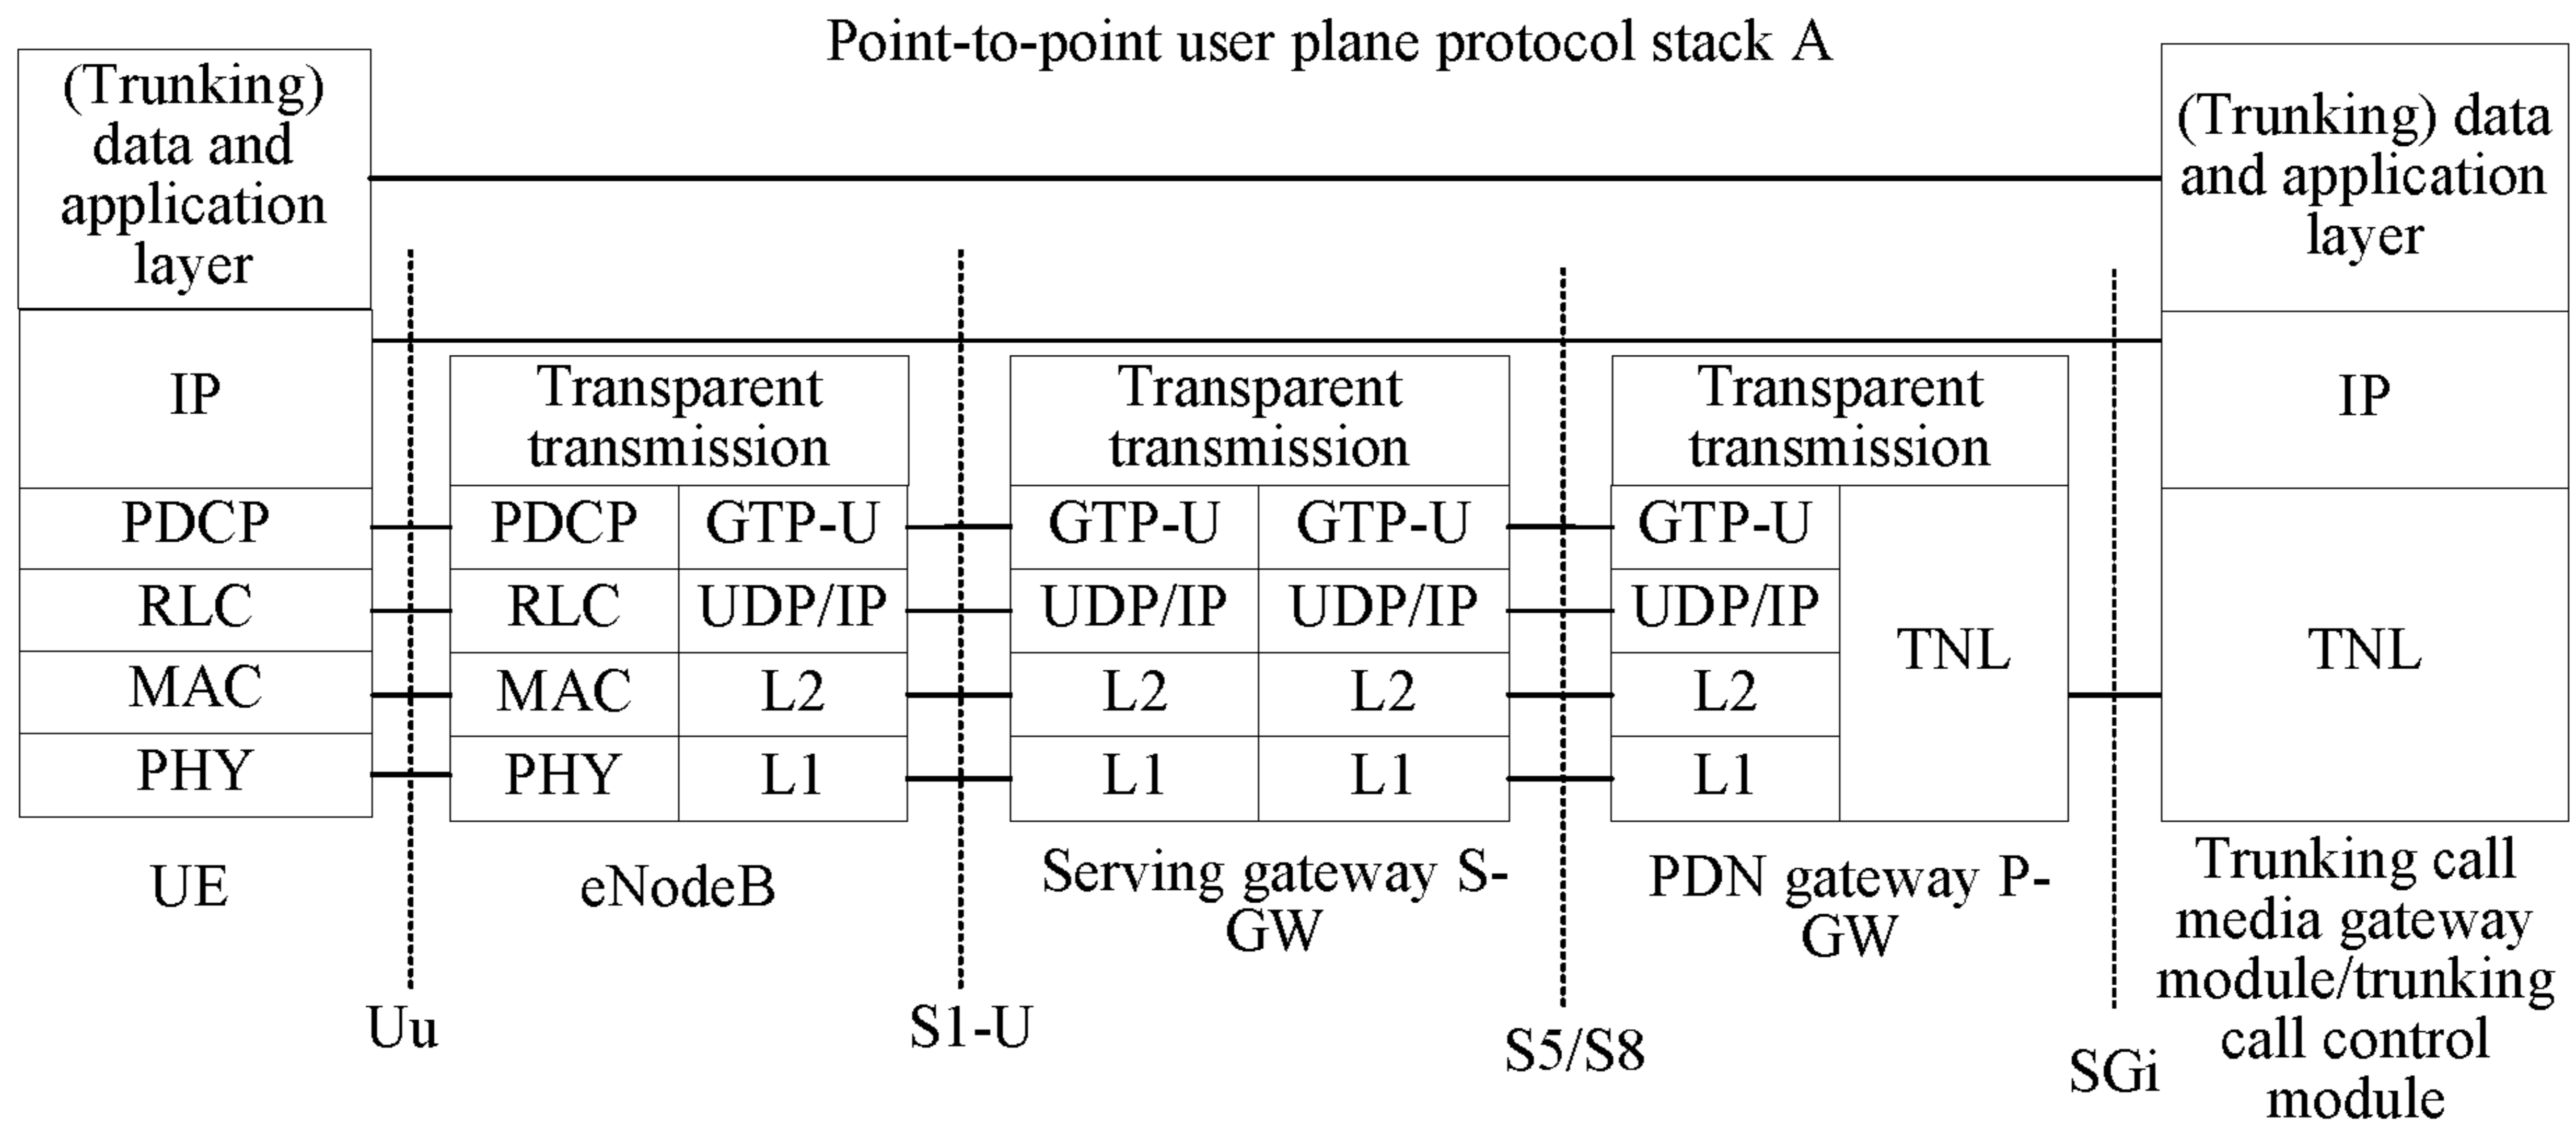 Point-to-point user plane protocol stack A
(Trunking)
data and
application
layer
IP
PDCP
RLC
MAC
PHY
UE
Uu
Transparent
transmission
PDCP GTP-U
RLC UDP/IP
MAC L2
PHY L1
eNodeB
S1-U
Transparent
transmission
GTP-U GTP-U
UDP/IP UDP/IP
L2 L2
L1 L1
Serving gateway S-
GW
S5/S8
Transparent
transmission
GTP-U
UDP/IP
L2
L1
TNL
PDN gateway P-
GW
SGi
(Trunking) data
and application
layer
IP
TNL
Trunking call
media gateway
module/trunking
call control
module